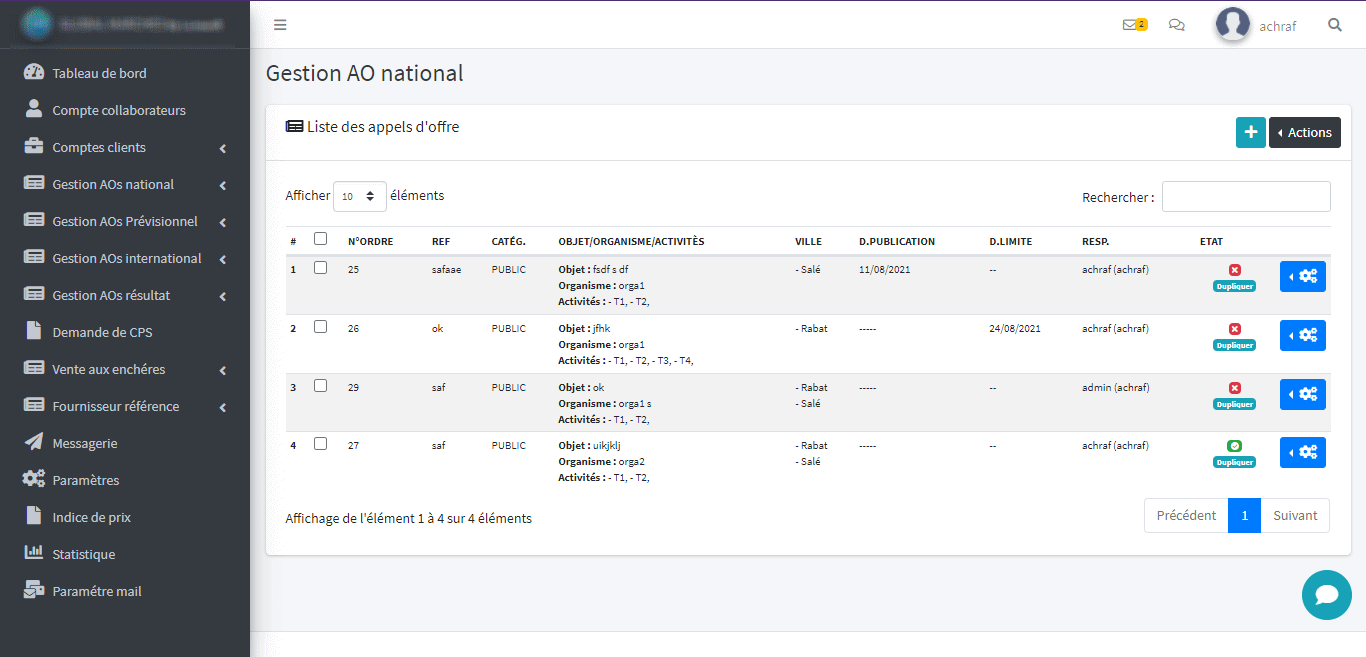 2
achraf
Tableau de bord
Compte collaborateurs
Comptes clients
Gestion AOs national
Gestion AOs Prévisionnel
Gestion AOs international
Gestion AOs résultat
Demande de CPS
Vente aux enchéres
Fournisseur référence
Messagerie
Paramètres
Indice de prix
Statistique
Paramétre mail
Gestion AO national
Liste des appels d'offre
+ Actions
Afficher 10 éléments
Rechercher :
# N°ORDRE REF CATÉG. OBJET/ORGANISME/ACTIVITÈS VILLE D.PUBLICATION D.LIMITE RESP. ETAT
1 25 safaae PUBLIC Objet : fsdf s df - Salé 11/08/2021 -- achraf (achraf)
Organisme : orga1 Dupliquer
Activités : - T1, - T2,
2 26 ok PUBLIC Objet : jfhk - Rabat ----- 24/08/2021 achraf (achraf)
Organisme : orga1 Dupliquer
Activités : - T1, - T2, - T3, - T4,
3 29 saf PUBLIC Objet : ok - Rabat ----- -- admin (achraf)
Organisme : orga1 s - Salé Dupliquer
Activités : - T1, - T2,
4 27 saf PUBLIC Objet : uikjklj - Rabat ----- -- achraf (achraf)
Organisme : orga2 - Salé Dupliquer
Activités : - T1, - T2,
Affichage de l'élément 1 à 4 sur 4 éléments
Précédent 1 Suivant